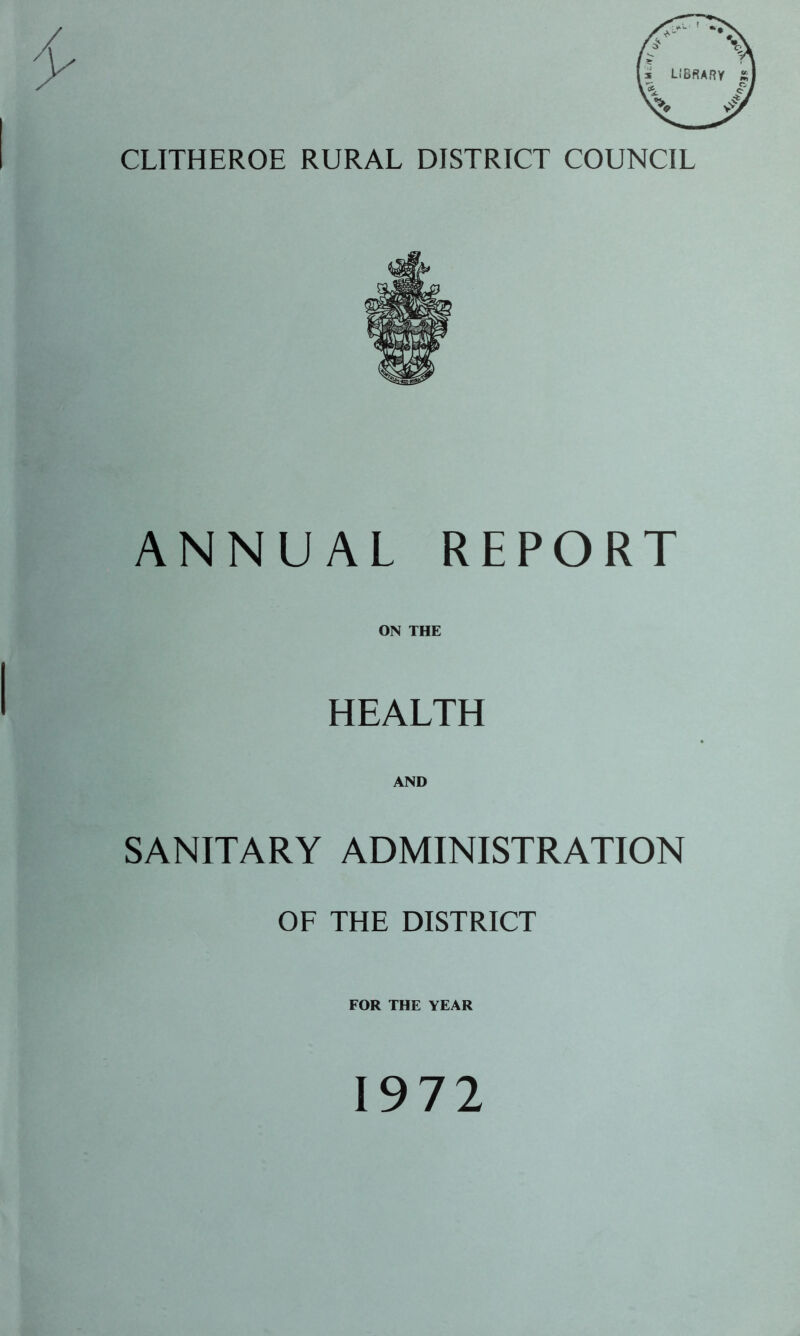 LIBRARY
CLITHEROE RURAL DISTRICT COUNCIL
ANNUAL REPORT
ON THE
HEALTH
AND
SANITARY ADMINISTRATION
OF THE DISTRICT
FOR THE YEAR
1972